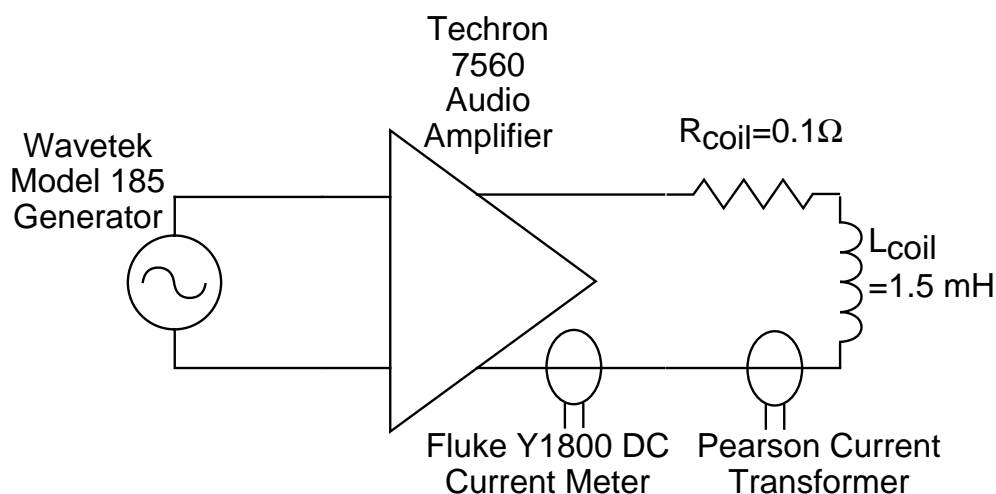 Techron
7560
Audio
Amplifier
Wavetek
Model 185
Generator
Rcoil=0.1Ω
Lcoil
=1.5 mH
Fluke Y1800 DC
Current Meter
Pearson Current
Transformer